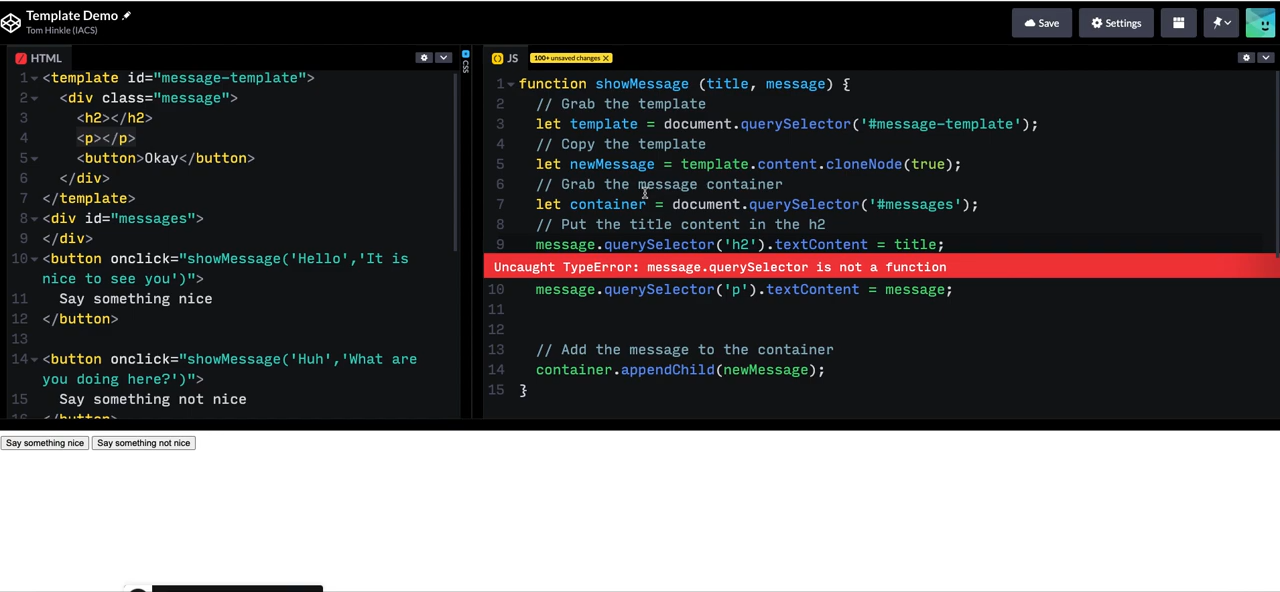 Template Demo
Tom Hinkle (IACS)
Save
Settings
HTML
1 <template id="message-template">
2 <div class="message">
3 <h2></h2>
4 <p></p>
5 <button>Okay</button>
6 </div>
7 </template>
8 <div id="messages">
9 </div>
10 <button onclick="showMessage('Hello','It is
nice to see you')">
11 Say something nice
12 </button>
13
14 <button onclick="showMessage('Huh','What are
you doing here?')">
15 Say something not nice
16 </button>
CSS
JS 100+ unsaved changes X
1 function showMessage (title, message) {
2 // Grab the template
3 let template = document.querySelector('#message-template');
4 // Copy the template
5 let newMessage = template.content.cloneNode(true);
6 // Grab the message container
7 let container = document.querySelector('#messages');
8 // Put the title content in the h2
9 message.querySelector('h2').textContent = title;
Uncaught TypeError: message.querySelector is not a function
10 message.querySelector('p').textContent = message;
11
12
13 // Add the message to the container
14 container.appendChild(newMessage);
15 }
Say something nice Say something not nice